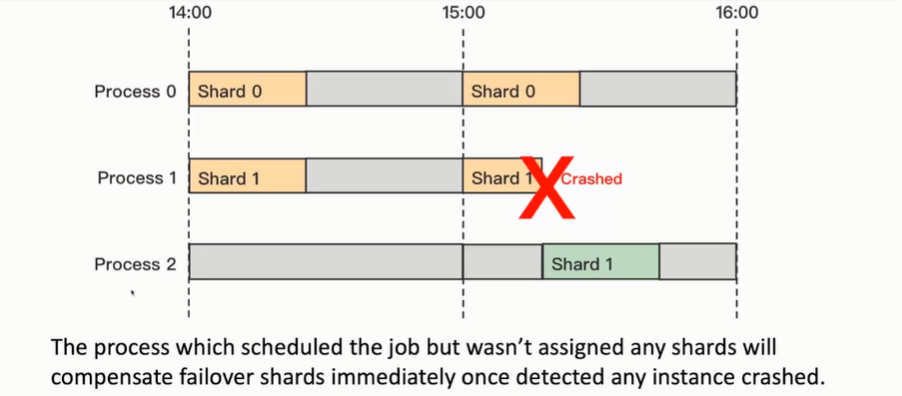 14:00 15:00 16:00
Process 0 Shard 0 Shard 0
Process 1 Shard 1 Shard 1 Crashed
Process 2 Shard 1
The process which scheduled the job but wasn’t assigned any shards will
compensate failover shards immediately once detected any instance crashed.